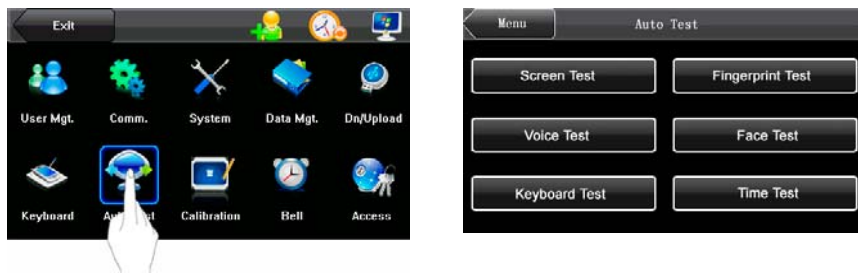 Exit
User Mgt. Comm. System Data Mgt. Dn/Upload
Keyboard Calibration Bell Access
Menu Auto Test
Screen Test Fingerprint Test
Voice Test Face Test
Keyboard Test Time Test